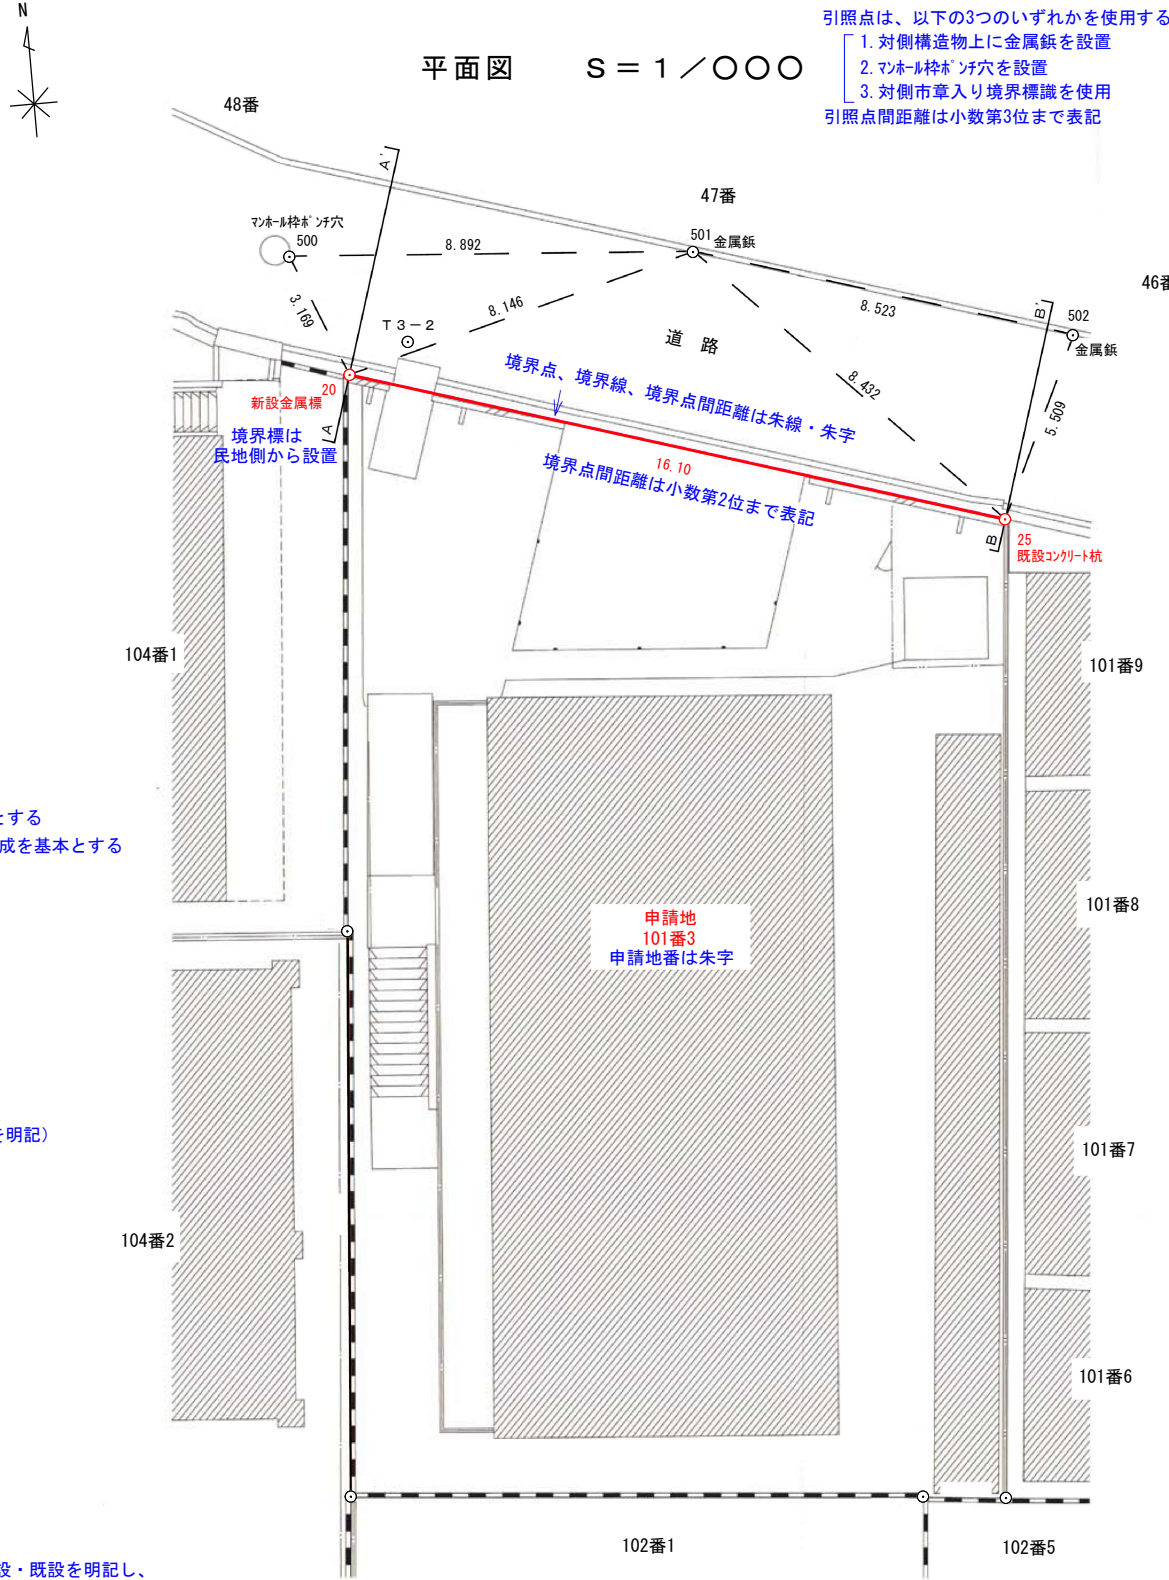 N
平面図　S＝1／〇〇〇
引照点は、以下の3つのいずれかを使用する
1. 対側構造物上に金属鋲を設置
2. マンホール枠ポンチ穴を設置
3. 対側市章入り境界標識を使用
引照点間距離は小数第3位まで表記
48番
A'
47番
マンホール枠ポンチ穴
500
8.892
501 金属鋲
46番
3.169
8.146
T3-2
8.523
B'
502
金属鋲
道路
境界点、境界線、境界点間距離は朱線・朱字
8.432
5.509
20
新設金属標
A
境界標は
民地側から設置
16.10
境界点間距離は小数第2位まで表記
B
25
既設コンクリート杭
104番1
101番9
とする
成を基本とする
申請地
101番3
申請地番は朱字
101番8
を明記）
101番7
104番2
101番6
102番1
102番5
設・既設を明記し、